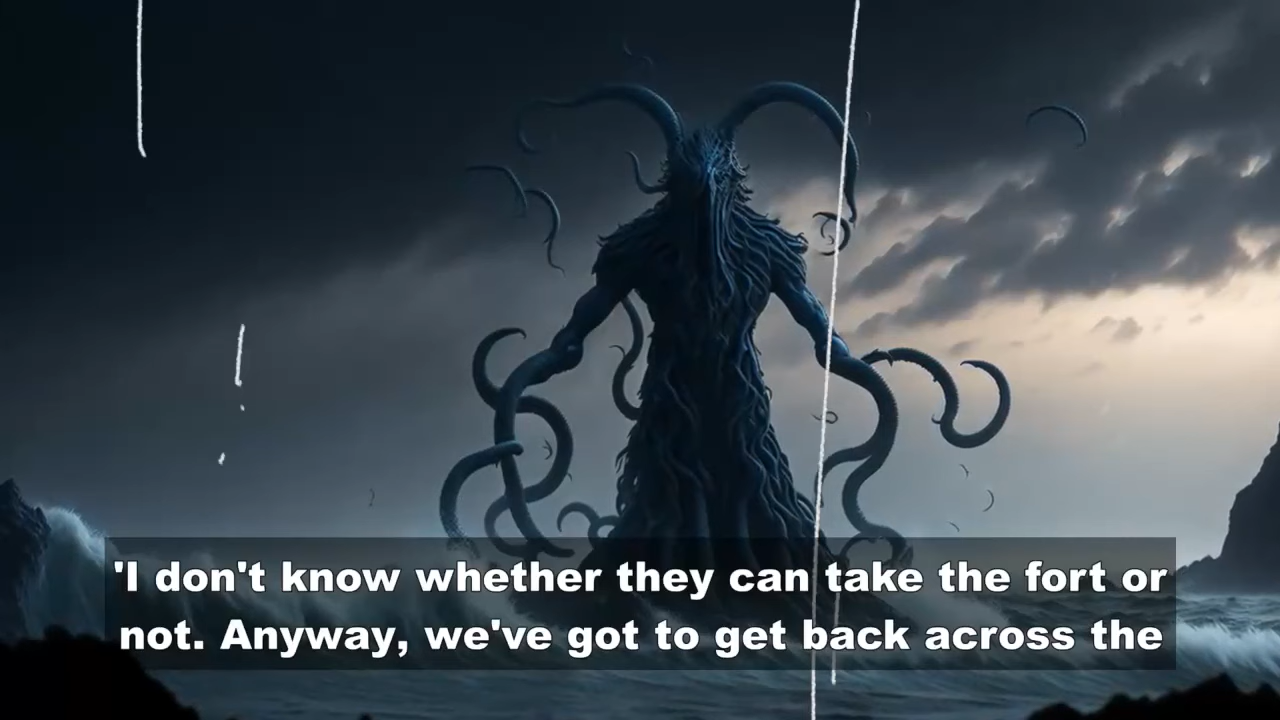 'I don't know whether they can take the fort or
not. Anyway, we've got to get back across the